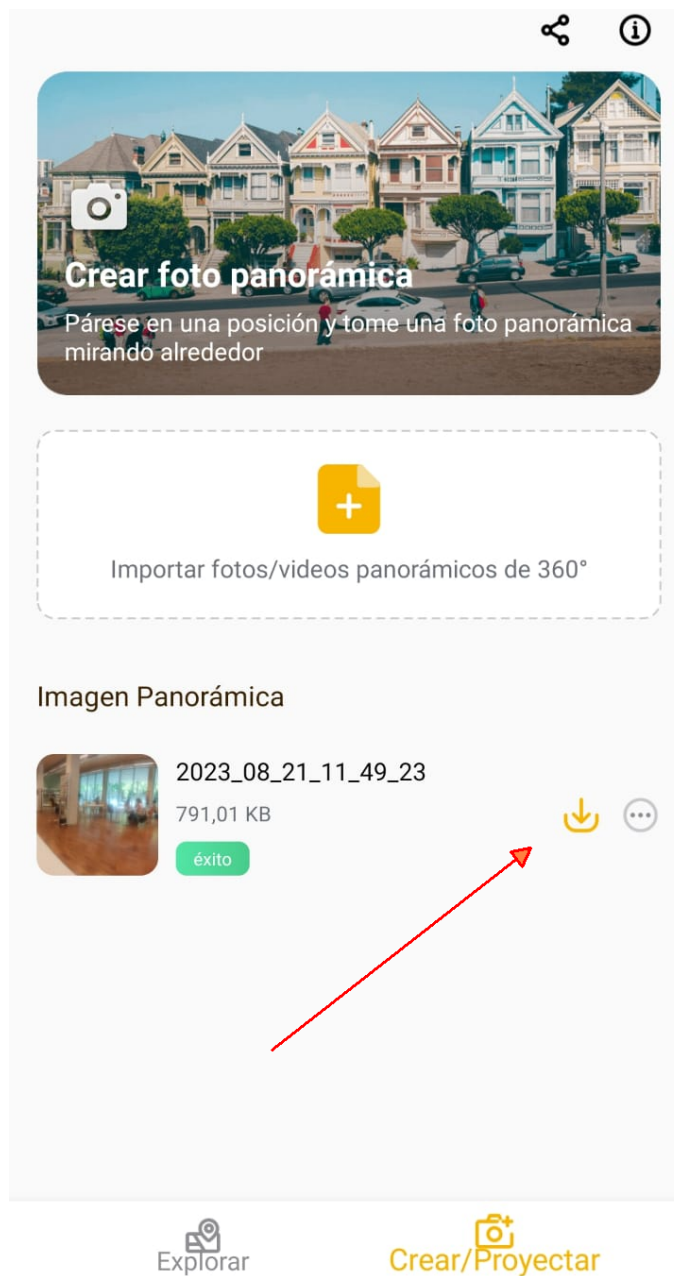 Crear foto panorámica
Párese en una posición y tome una foto panorámica
mirando alrededor
Importar fotos/videos panorámicos de 360°
Imagen Panorámica
2023_08_21_11_49_23
791,01 KB
éxito
Explorar
Crear/Proyectar